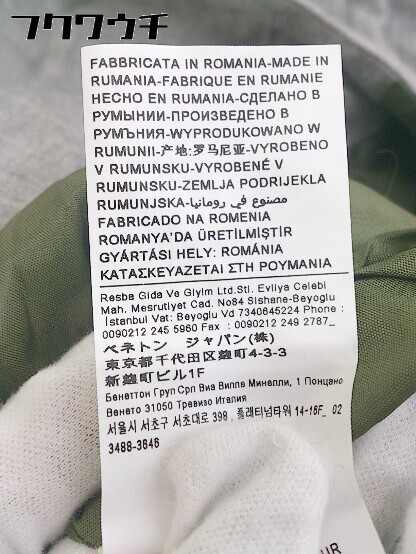 フクワウチ
FABBRICATA IN ROMANIA-MADE IN
RUMANIA-FABRIQUE EN RUMANIE
HECHO EN RUMANIA-СДЕЛАНО В
РУМЫНИИ-ПРОИЗВЕДЕНО В
РУМЪНИЯ-WYPRODUKOWANO W
RUMUNII-产地:罗马尼亚-VYROBENO
V RUMUNSKU-VYROBENÉ V
RUMUNSKU-ZEMLJA PODRIJEKLA
RUMUNJSKA-مصنوع في رومانيا
FABRICADO NA ROMENIA
ROMANYA'DA ÜRETİLMİŞTİR
GYÁRTÁSI HELY: ROMÁNIA
ΚΑΤΑΣΚΕΥΑΖΕΤΑΙ ΣΤΗ ΡΟΥΜΑΝΙΑ
Resba Gida Ve Giyim Ltd.Sti. Evliya Celebi
Mah. Mesrutiyet Cad. No84 Sishane-Beyoglu
İstanbul Vat: Beyoglu Vd 7340645224 Phone :
0090212 245 5960 Fax : 0090212 249 2787_
ベネトン ジャパン(株)
東京都千代田区麹町4-3-3
新麹町ビル1F
Бенеттон Груп Срл Виа Вилла Минелли, 1 Понцано
Венето 31050 Тревизо Италия
서울시 서초구 서초대로 398, 플래티넘타워 14-18F_ 02
3488-3646